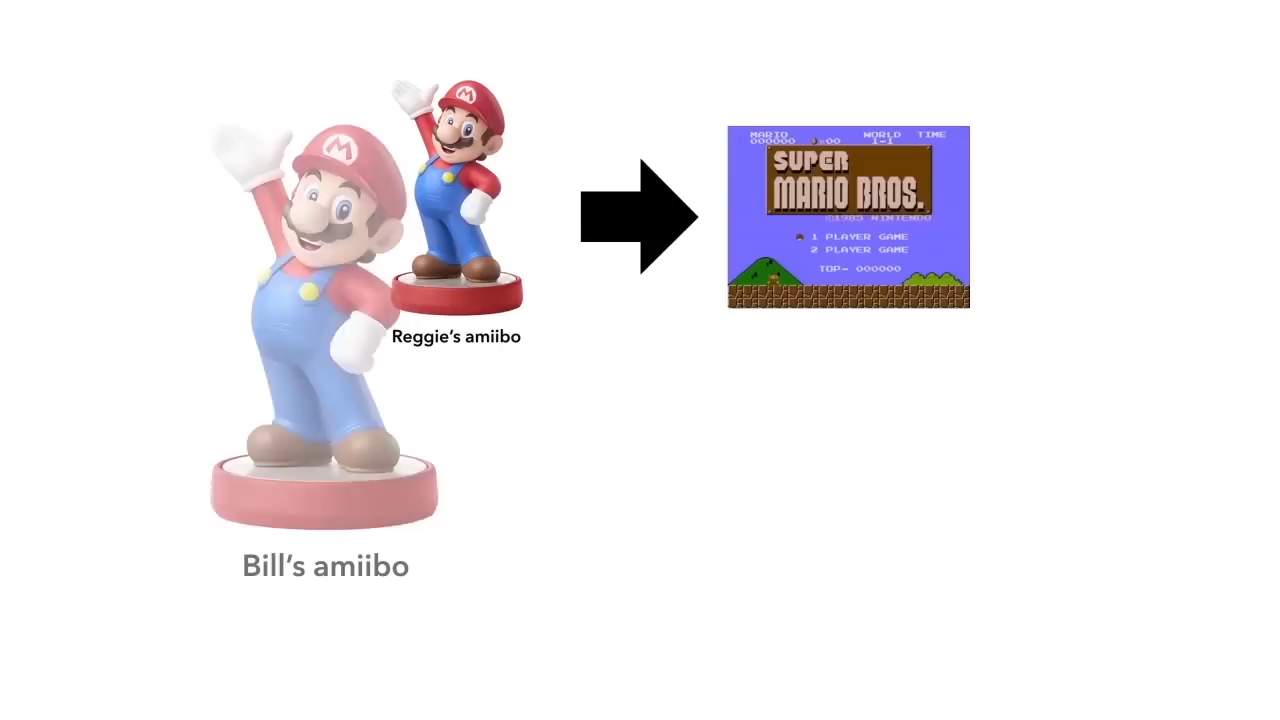 M
M
Reggie's amiibo
Bill's amiibo
MARIO WORLD TIME
000000 x00 1-1
SUPER
MARIO BROS.
©1985 NINTENDO
1 PLAYER GAME
2 PLAYER GAME
TOP- 000000